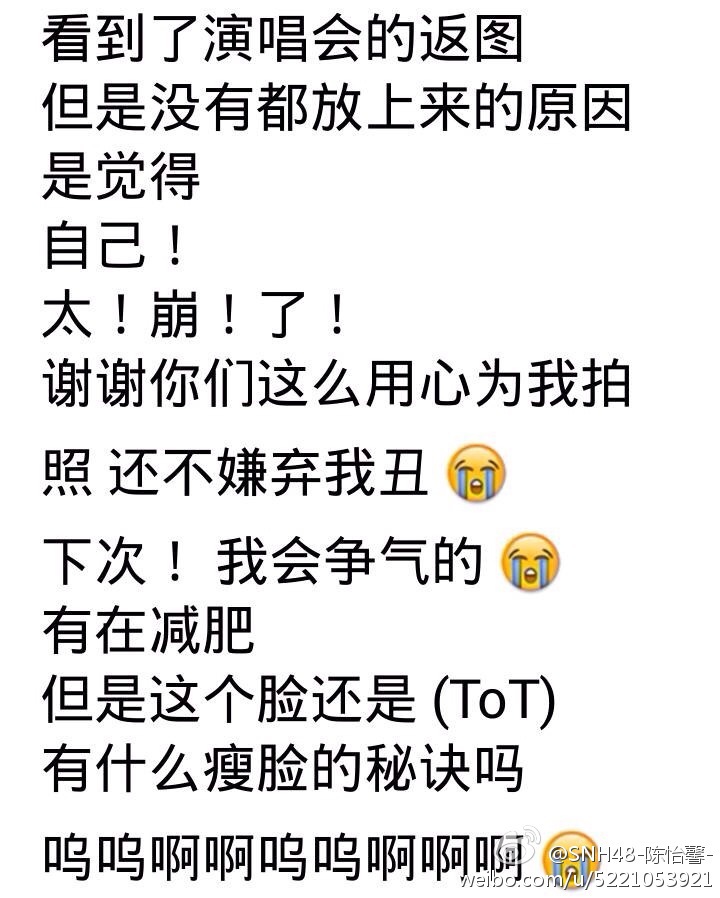 看到了演唱会的返图
但是没有都放上来的原因
是觉得
自己！
太！崩！了！
谢谢你们这么用心为我拍
照 还不嫌弃我丑 😭
下次！ 我会争气的 😭
有在减肥
但是这个脸还是 (ToT)
有什么瘦脸的秘诀吗
呜呜啊啊呜呜啊啊啊 😭
@SNH48-陈怡馨-
weibo.com/u/5221053921